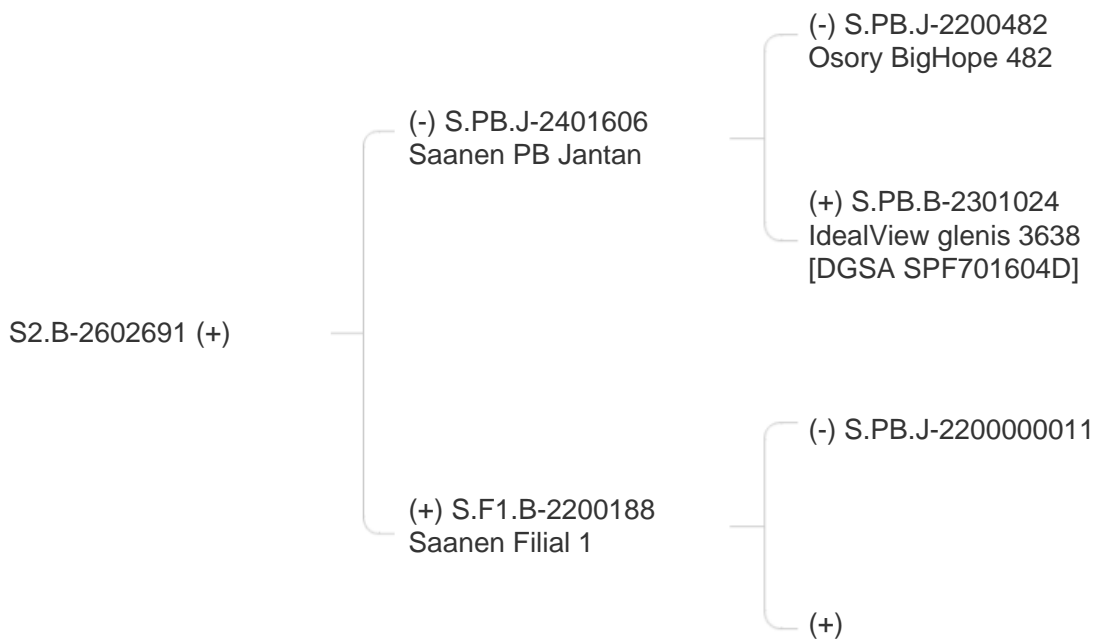 (-) S.PB.J-2200482
Osory BigHope 482
(-) S.PB.J-2401606
Saanen PB Jantan
(+) S.PB.B-2301024
IdealView glenis 3638
[DGSA SPF701604D]
S2.B-2602691 (+)
(-) S.PB.J-2200000011
(+) S.F1.B-2200188
Saanen Filial 1
(+)